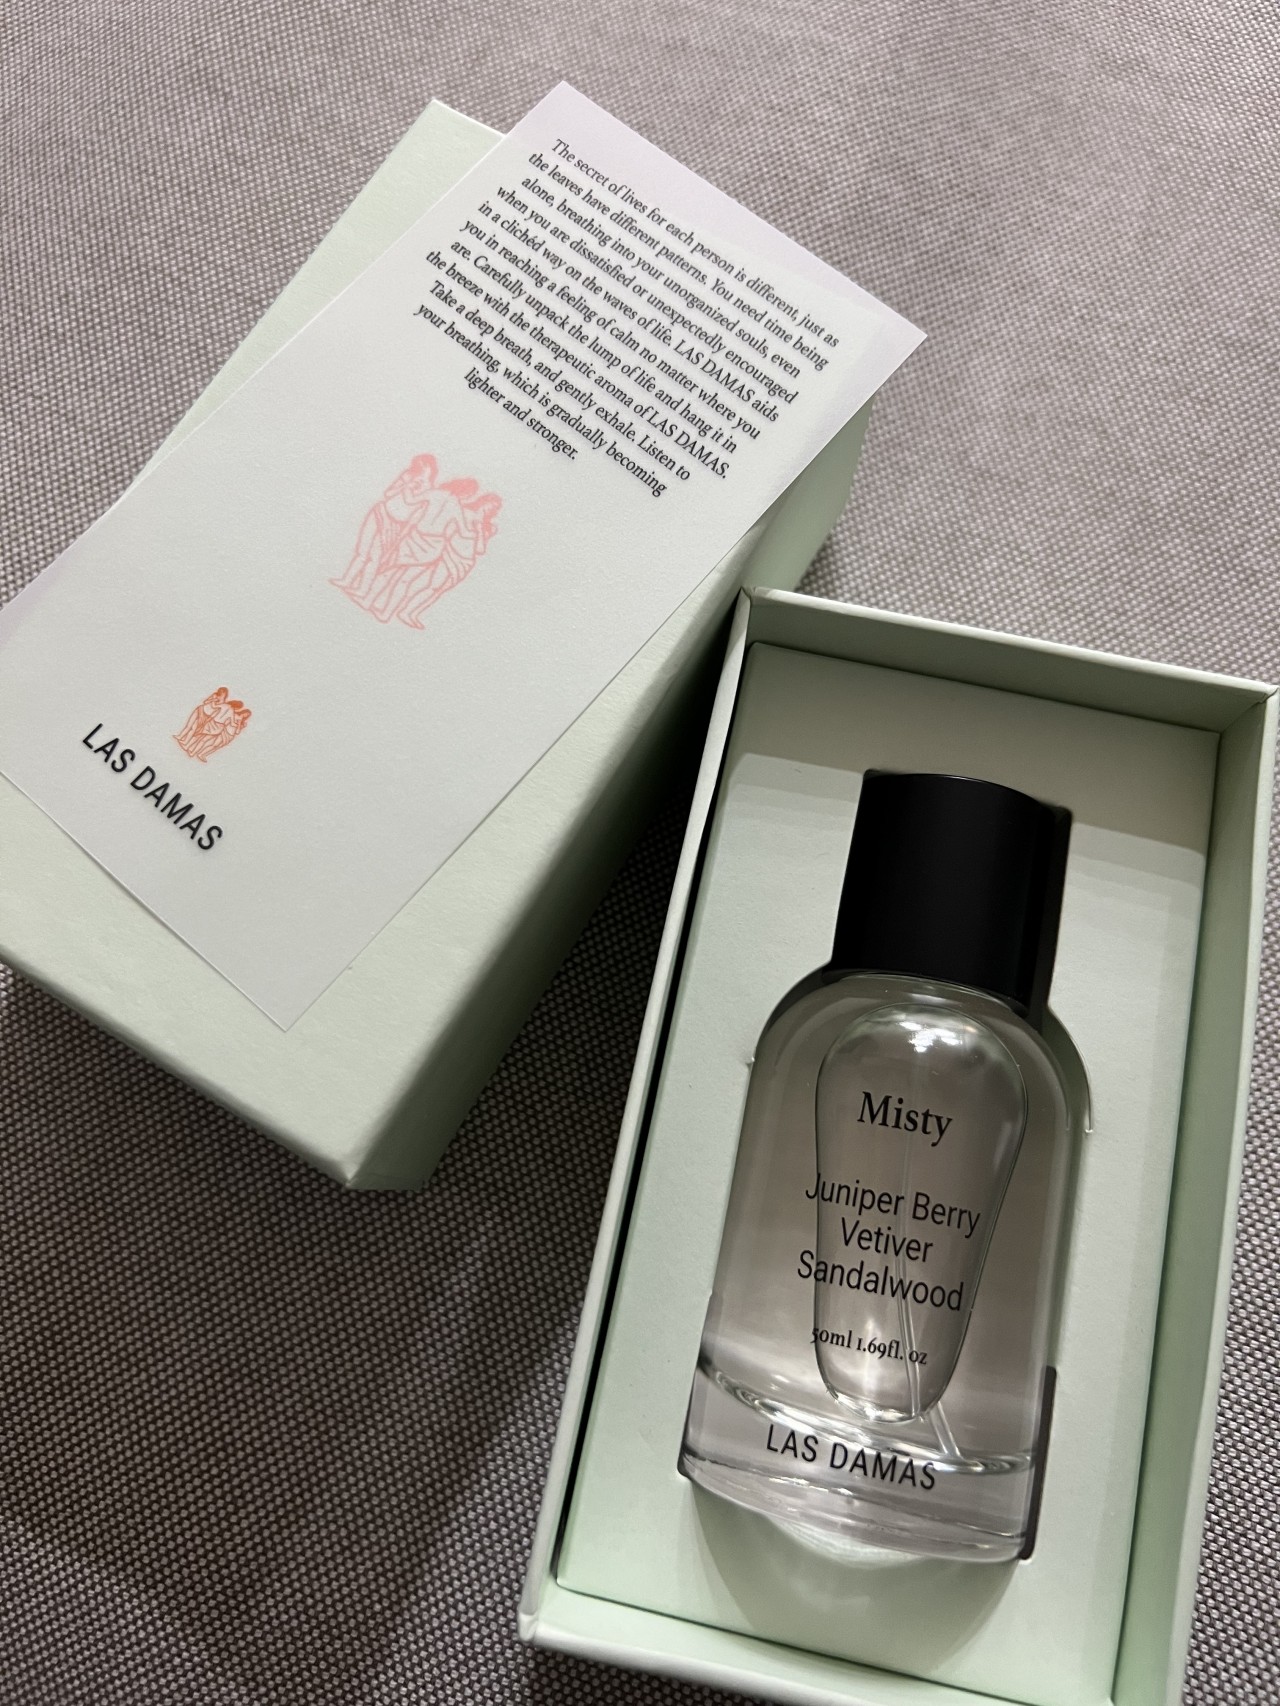 The secret of lives for each person is different, just as
the leaves have different patterns. You need time being
alone, breathing into your unorganized souls, even
when you are dissatisfied or unexpectedly encouraged
in a clichéd way on the waves of life. LAS DAMAS aids
you in reaching a feeling of calm no matter where you
are. Carefully unpack the lump of life and hang it in
the breeze with the therapeutic aroma of LAS DAMAS.
Take a deep breath, and gently exhale. Listen to
your breathing, which is gradually becoming
lighter and stronger.
LAS DAMAS
Misty
Juniper Berry
Vetiver
Sandalwood
50ml 1.69fl. oz
LAS DAMAS